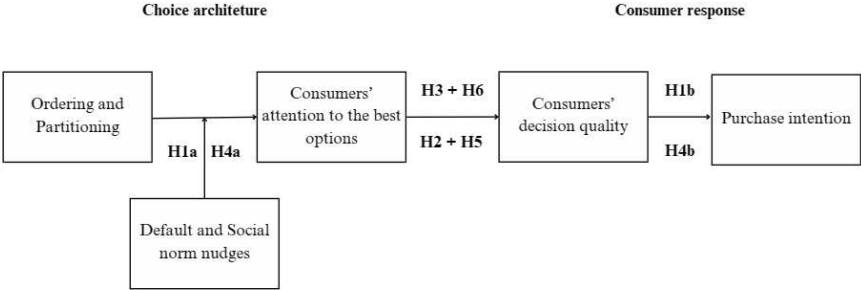 Choice architeture
Consumer response
Ordering and
Partitioning
Consumers'
attention to the best
options
H3 + H6
H2 + H5
Consumers'
decision quality
H1b
H4b
Purchase intention
H1a
H4a
Default and Social
norm nudges